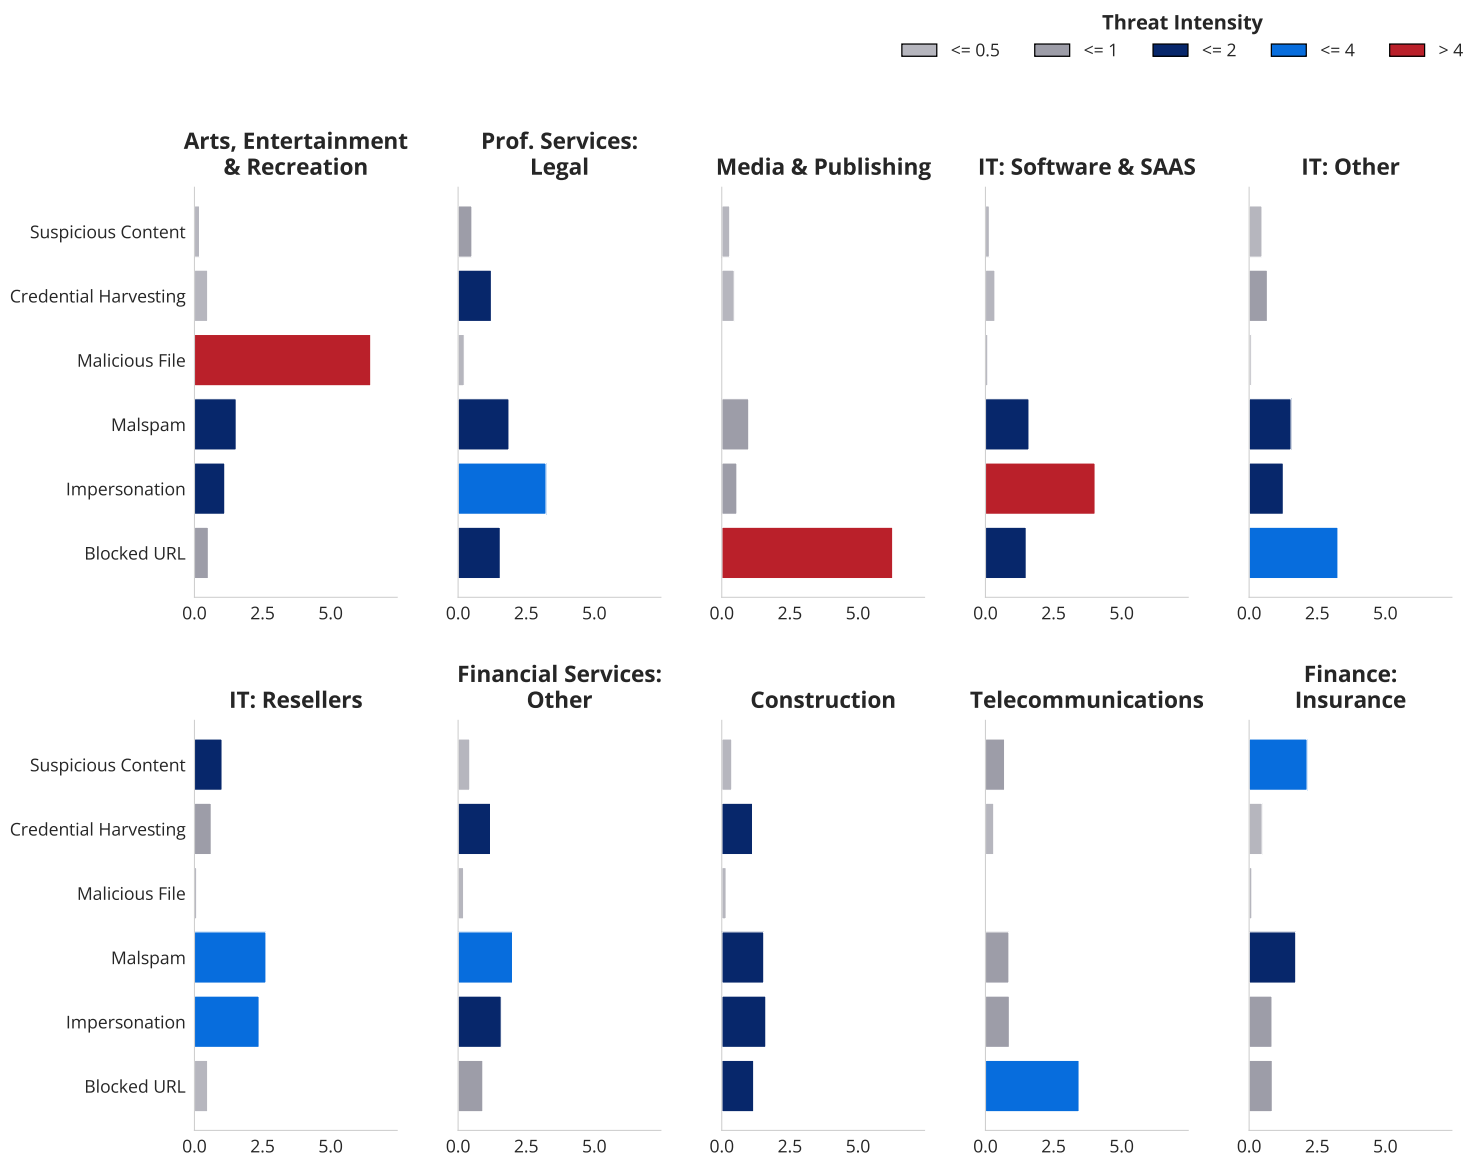 Threat Intensity
<= 0.5 <= 1 <= 2 <= 4 > 4
Arts, Entertainment
& Recreation
Prof. Services:
Legal
Media & Publishing
IT: Software & SAAS
IT: Other
Suspicious Content
Credential Harvesting
Malicious File
Malspam
Impersonation
Blocked URL
0.0 2.5 5.0
0.0 2.5 5.0
0.0 2.5 5.0
0.0 2.5 5.0
0.0 2.5 5.0
IT: Resellers
Financial Services:
Other
Construction
Telecommunications
Finance:
Insurance
Suspicious Content
Credential Harvesting
Malicious File
Malspam
Impersonation
Blocked URL
0.0 2.5 5.0
0.0 2.5 5.0
0.0 2.5 5.0
0.0 2.5 5.0
0.0 2.5 5.0